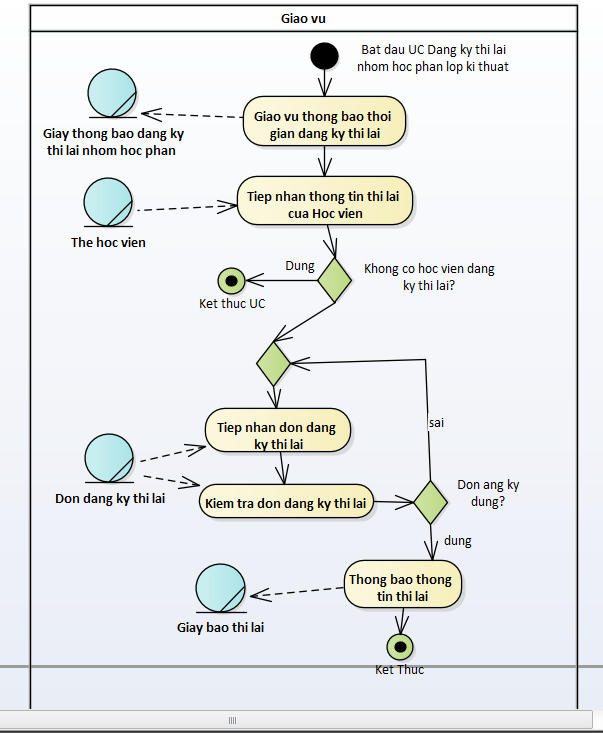 Giao vu
Bat dau UC Dang ky thi lai
nhom hoc phan lop ki thuat
Giao vu thong bao thoi
gian dang ky thi lai
Giay thong bao dang ky
thi lai nhom hoc phan
Tiep nhan thong tin thi lai
cua Hoc vien
The hoc vien
Dung
Khong co hoc vien dang
ky thi lai?
Ket thuc UC
sai
Tiep nhan don dang
ky thi lai
Don dang ky thi lai
Kiem tra don dang ky thi lai
Don ang ky
dung?
dung
Thong bao thong
tin thi lai
Giay bao thi lai
Ket Thuc